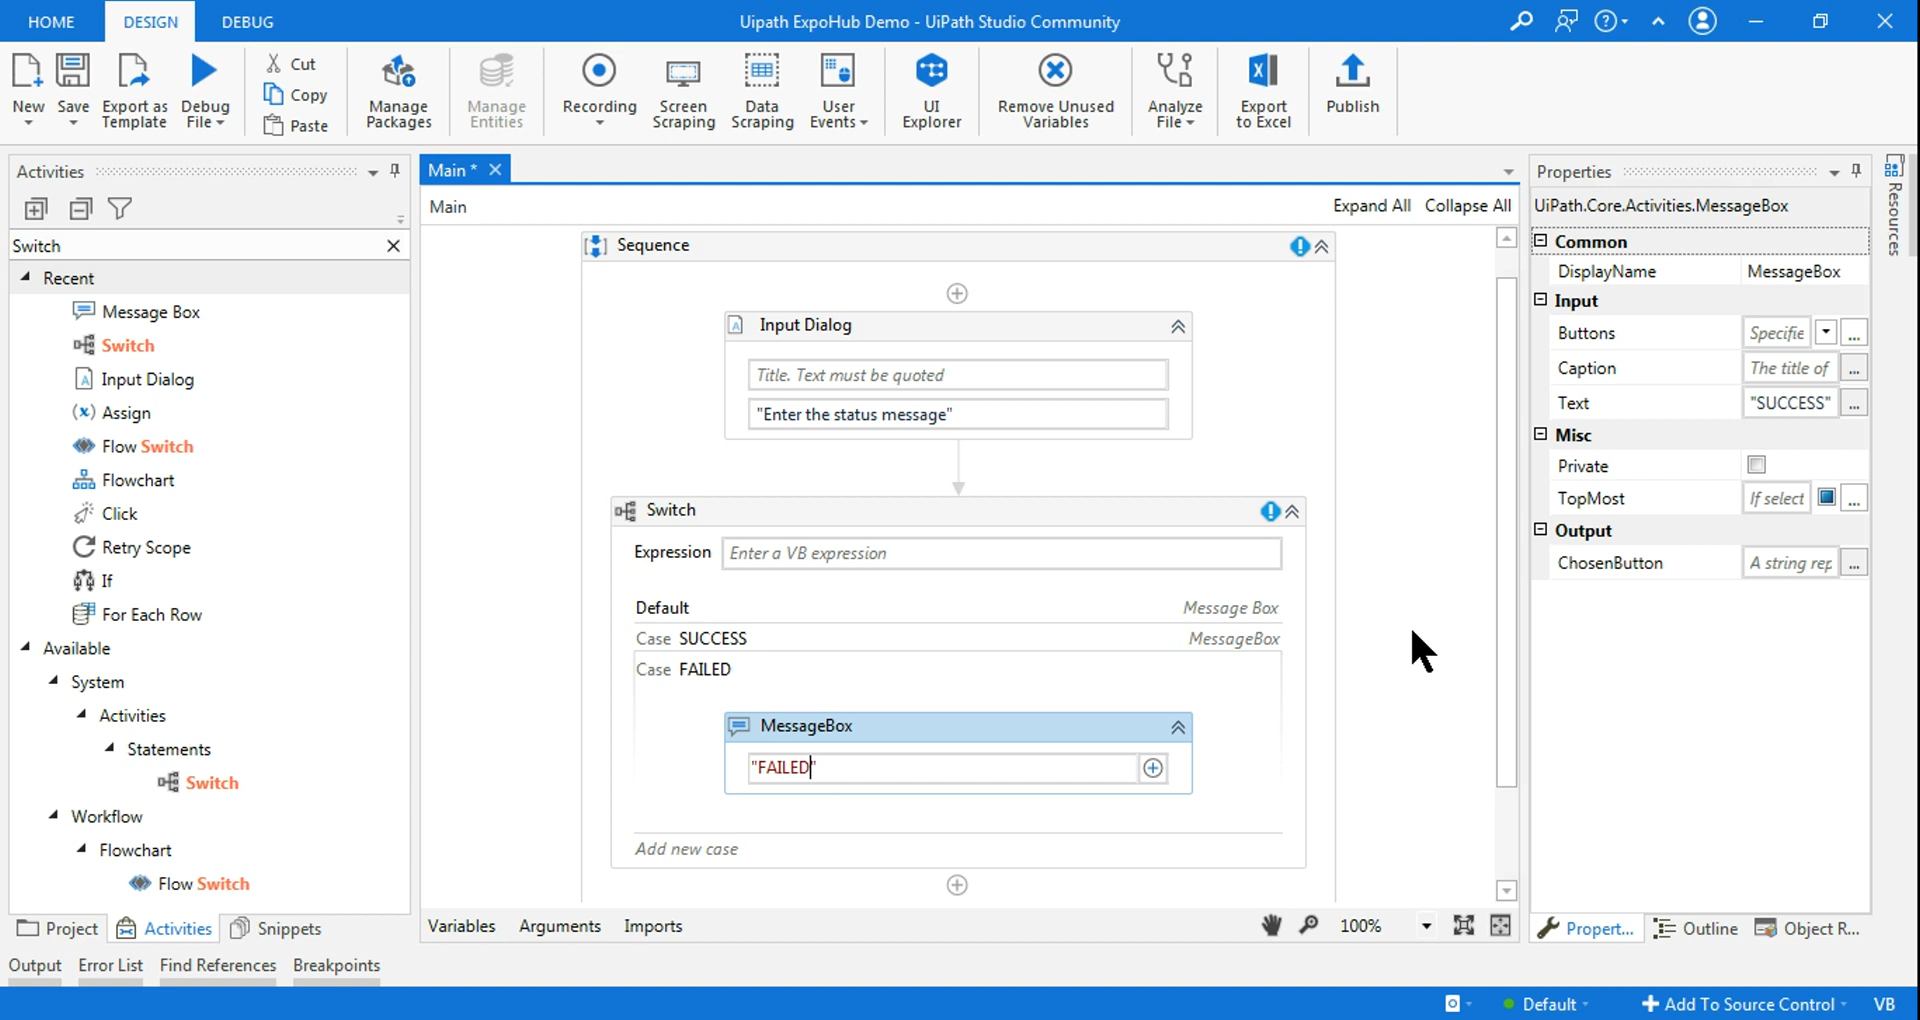 HOME DESIGN DEBUG
Uipath ExpoHub Demo - UiPath Studio Community
New
Save
Export as Template
Debug File
Cut
Copy
Paste
Manage Packages
Manage Entities
Recording
Screen Scraping
Data Scraping
User Events
UI Explorer
Remove Unused Variables
Analyze File
Export to Excel
Publish
Activities
Switch
Recent
Message Box
Switch
Input Dialog
Assign
Flow Switch
Flowchart
Click
Retry Scope
If
For Each Row
Available
System
Activities
Statements
Switch
Workflow
Flowchart
Flow Switch
Project Activities Snippets
Main *
Main
Expand All Collapse All
Sequence
Input Dialog
Title. Text must be quoted
"Enter the status message"
Switch
Expression Enter a VB expression
Default Message Box
Case SUCCESS MessageBox
Case FAILED
MessageBox
"FAILED"
Add new case
Variables Arguments Imports
100%
Properties
UiPath.Core.Activities.MessageBox
Common
DisplayName MessageBox
Input
Buttons Specifie ...
Caption The title of ...
Text "SUCCESS" ...
Misc
Private
TopMost If select ...
Output
ChosenButton A string rep ...
Propert... Outline Object R...
Resources
Output Error List Find References Breakpoints
Default Add To Source Control VB